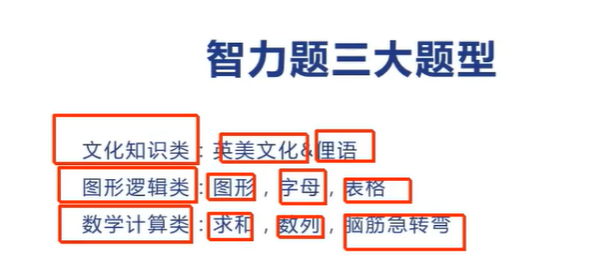 智力题三大题型
文化知识类：英美文化&俚语
图形逻辑类：图形，字母，表格
数学计算类：求和，数列，脑筋急转弯